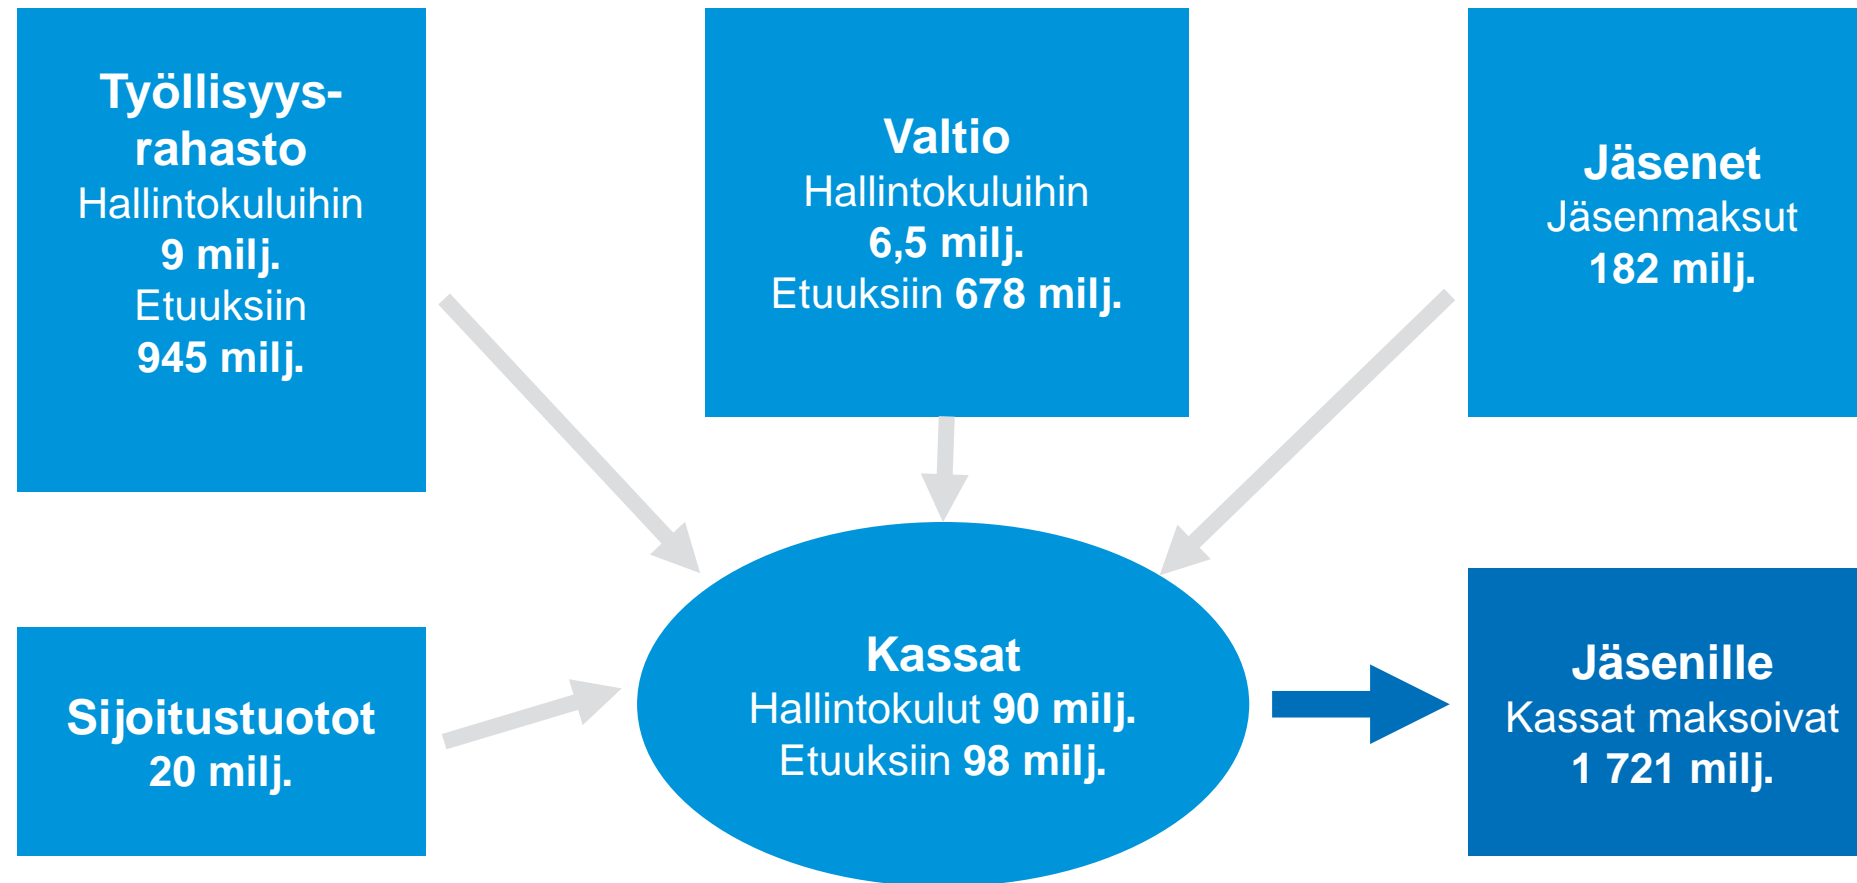 Työllisyys-
rahasto
Hallintokuluihin
9 milj.
Etuuksiin
945 milj.
Valtio
Hallintokuluihin
6,5 milj.
Etuuksiin 678 milj.
Jäsenet
Jäsenmaksut
182 milj.
Sijoitustuotot
20 milj.
Kassat
Hallintokulut 90 milj.
Etuuksiin 98 milj.
Jäsenille
Kassat maksoivat
1 721 milj.